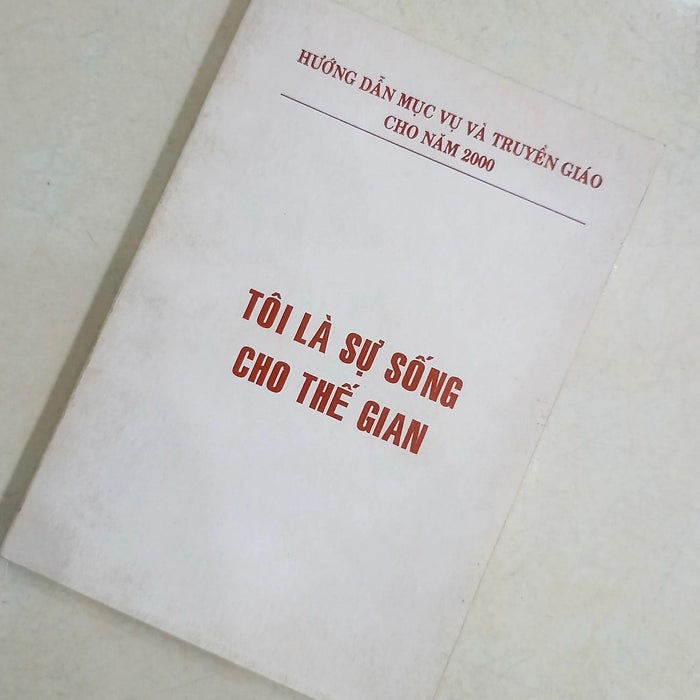 HƯỚNG DẪN MỤC VỤ VÀ TRUYỀN GIÁO
CHO NĂM 2000
TÔI LÀ SỰ SỐNG
CHO THẾ GIAN